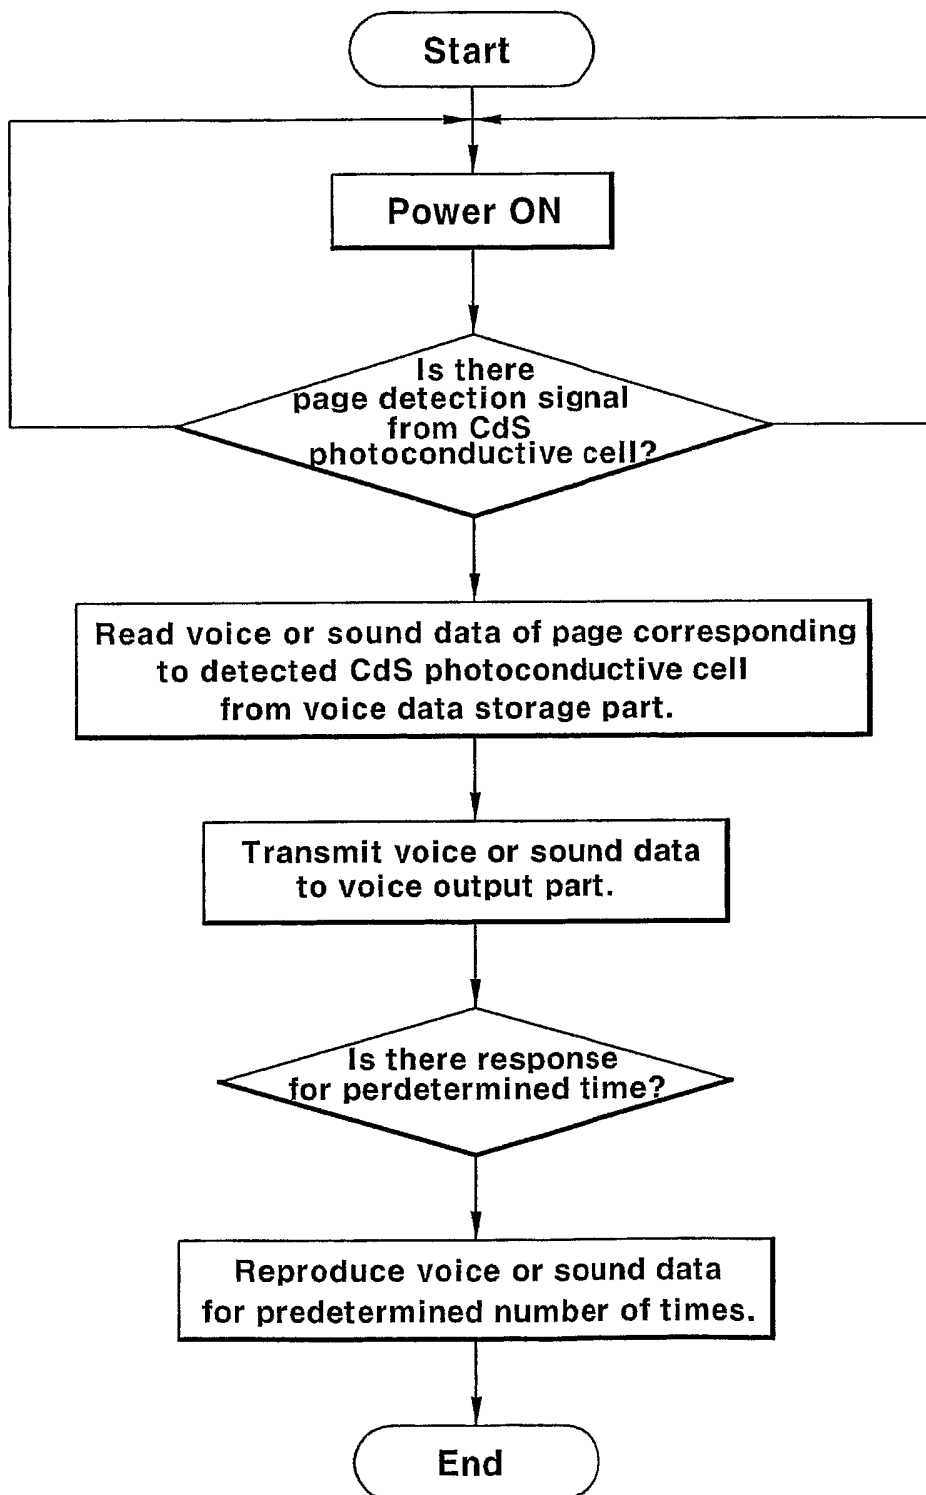 Start
Power ON
Is there
page detection signal
from CdS
photoconductive cell?
Read voice or sound data of page corresponding
to detected CdS photoconductive cell
from voice data storage part.
Transmit voice or sound data
to voice output part.
Is there response
for perdetermined time?
Reproduce voice or sound data
for predetermined number of times.
End